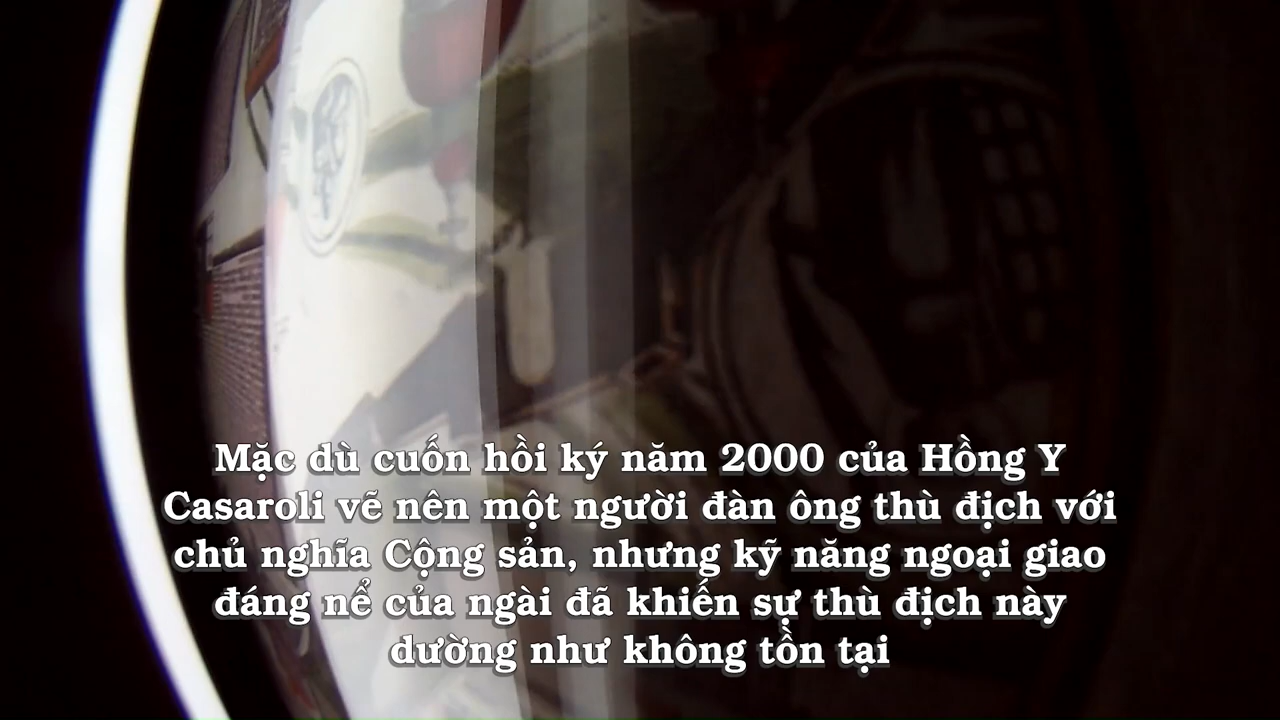 Mặc dù cuốn hồi ký năm 2000 của Hồng Y
Casaroli vẽ nên một người đàn ông thù địch với
chủ nghĩa Cộng sản, nhưng kỹ năng ngoại giao
đáng nể của ngài đã khiến sự thù địch này
dường như không tồn tại